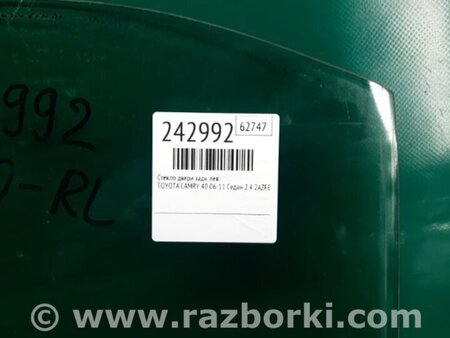 992
0-RL
242992
62747
Стекло двери задн. лев.
TOYOTA CAMRY 40 06-11 Седан 2.4 2AZFE
© www.razborki.com